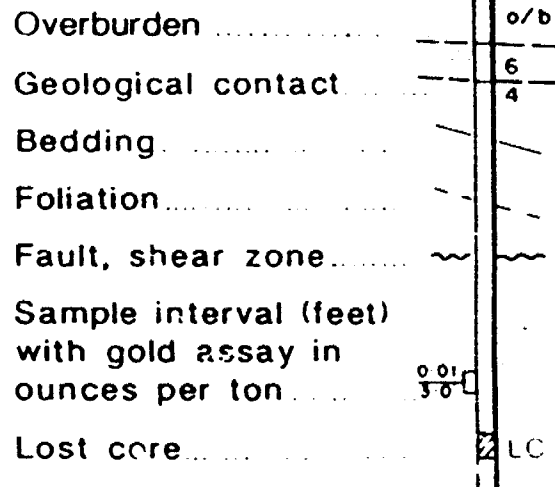 Overburden ............ o/b
Geological contact...... 6
4
Bedding..........
Foliation..........
Fault, shear zone.......
Sample interval (feet)
with gold assay in
ounces per ton...... 0.01
3.0
Lost core........ LC